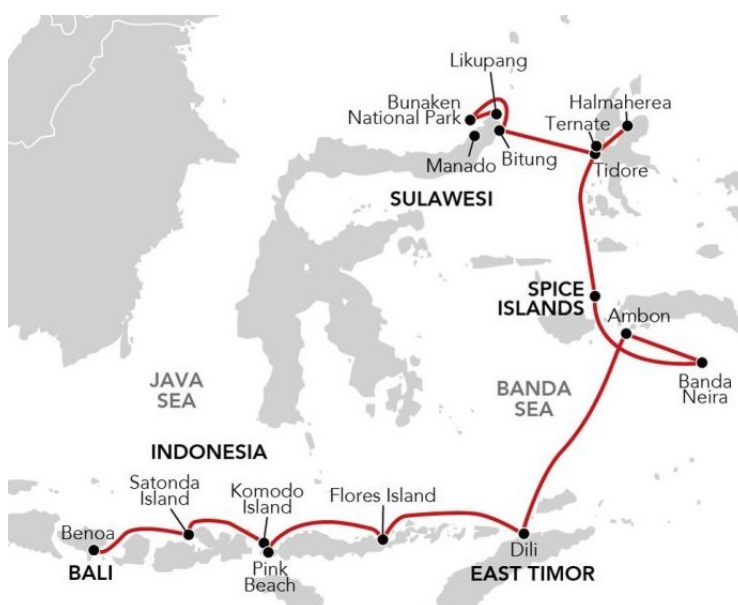 Likupang
Bunaken
National Park
Halmaherea
Ternate
Manado
Bitung
Tidore
SULAWESI
SPICE
ISLANDS
Ambon
JAVA
SEA
BANDA
SEA
Banda
Neira
INDONESIA
Satonda
Island
Komodo
Island
Flores Island
Benoa
BALI
Pink
Beach
Dili
EAST TIMOR